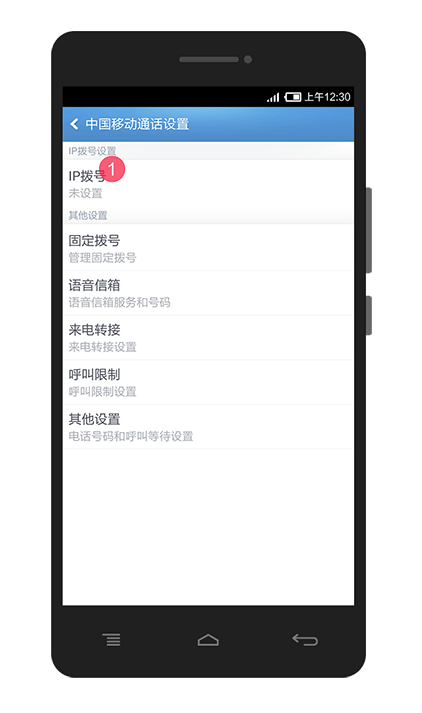 上午12:30
中国移动通话设置
IP拨号设置
IP拨号
1
未设置
其他设置
固定拨号
管理固定拨号
语音信箱
语音信箱服务和号码
来电转接
来电转接设置
呼叫限制
呼叫限制设置
其他设置
电话号码和呼叫等待设置